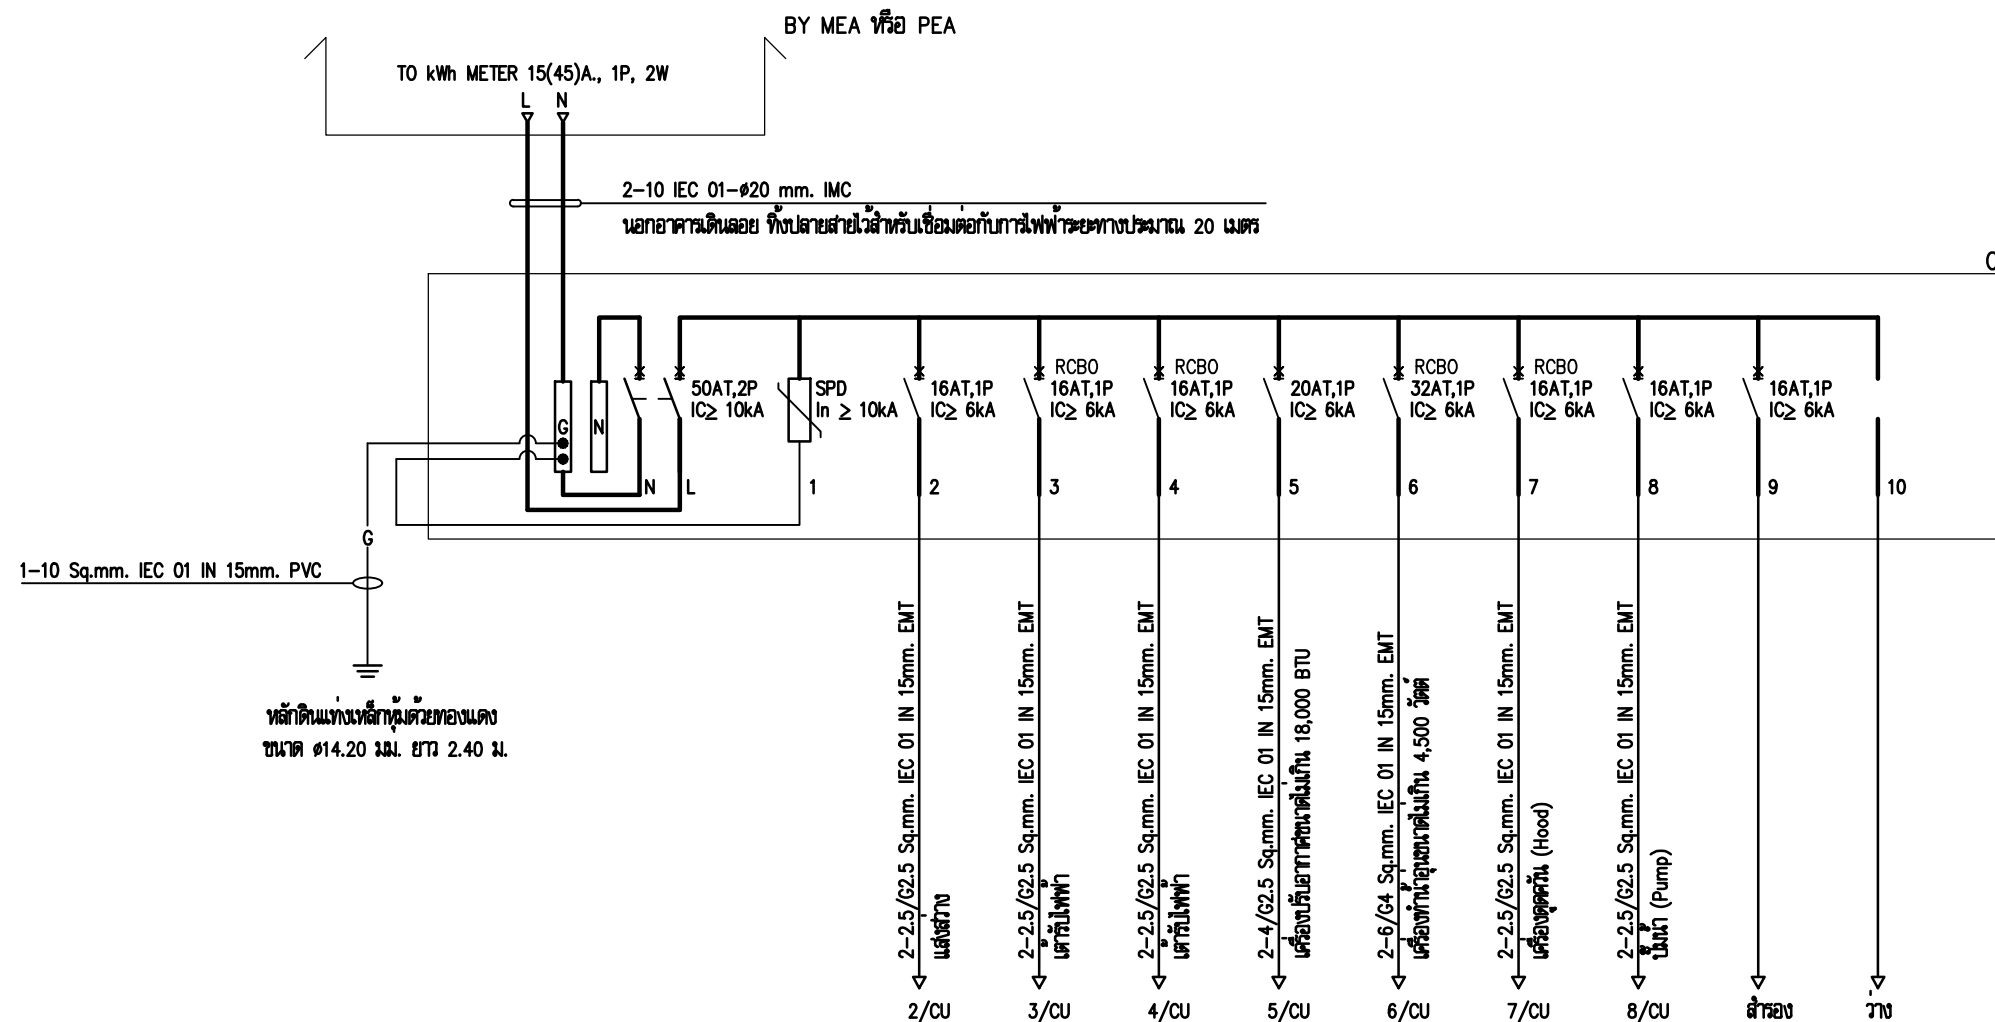 BY MEA หรือ PEA
TO kWh METER 15(45)A., 1P, 2W
L N
2-10 IEC 01-ø20 mm. IMC
นอกอาคารเดินลอย ทิ้งปลายสายไว้สำหรับเชื่อมต่อกับการไฟฟ้าระยะทางประมาณ 20 เมตร
RCBO RCBO RCBO RCBO
50AT,2P SPD 16AT,1P 16AT,1P 16AT,1P 20AT,1P 32AT,1P 16AT,1P 16AT,1P 16AT,1P
IC≥ 10kA In ≥ 10kA IC≥ 6kA IC≥ 6kA IC≥ 6kA IC≥ 6kA IC≥ 6kA IC≥ 6kA IC≥ 6kA IC≥ 6kA
G N
N L 1 2 3 4 5 6 7 8 9 10
G
1-10 Sq.mm. IEC 01 IN 15mm. PVC
หลักดินแท่งเหล็กหุ้มด้วยทองแดง
ขนาด ø14.20 มม. ยาว 2.40 ม.
2-2.5/G2.5 Sq.mm. IEC 01 IN 15mm. EMT
แสงสว่าง
2-2.5/G2.5 Sq.mm. IEC 01 IN 15mm. EMT
เต้ารับไฟฟ้า
2-2.5/G2.5 Sq.mm. IEC 01 IN 15mm. EMT
เต้ารับไฟฟ้า
2-4/G2.5 Sq.mm. IEC 01 IN 15mm. EMT
เครื่องปรับอากาศขนาดไม่เกิน 18,000 BTU
2-6/G4 Sq.mm. IEC 01 IN 15mm. EMT
เครื่องทำน้ำอุ่นขนาดไม่เกิน 4,500 วัตต์
2-2.5/G2.5 Sq.mm. IEC 01 IN 15mm. EMT
เครื่องดูดควัน (Hood)
2-2.5/G2.5 Sq.mm. IEC 01 IN 15mm. EMT
ปั๊มน้ำ (Pump)
2/CU 3/CU 4/CU 5/CU 6/CU 7/CU 8/CU สำรอง ว่าง